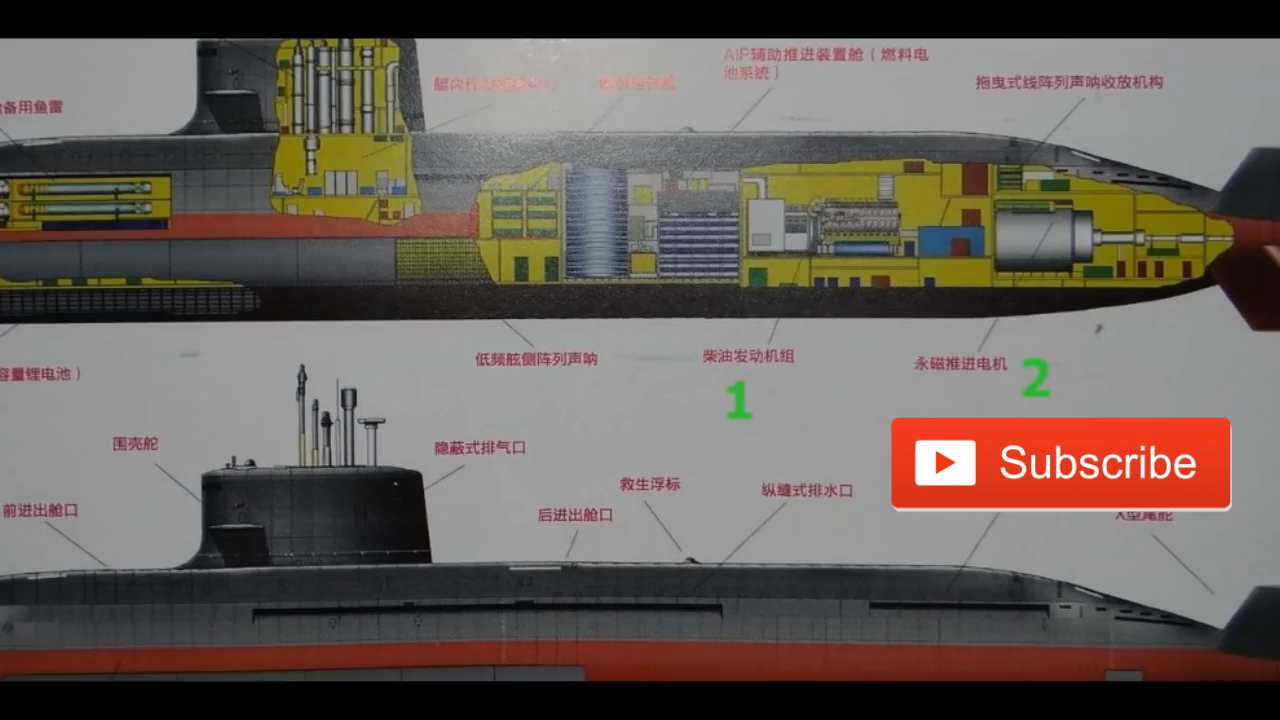 AIP辅助推进装置舱（燃料电
池系统）
拖曳式线阵列声呐收放机构
备用鱼雷
低频舷侧阵列声呐
柴油发动机组
永磁推进电机
2
容量锂电池）
1
围壳舵
隐蔽式排气口
Subscribe
救生浮标
纵缝式排水口
前进出舱口
后进出舱口
X型尾舵